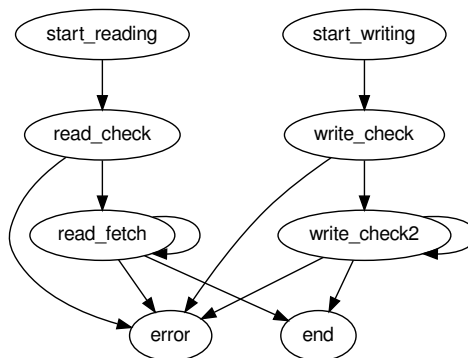 start_reading
start_writing
read_check
write_check
read_fetch
write_check2
error
end